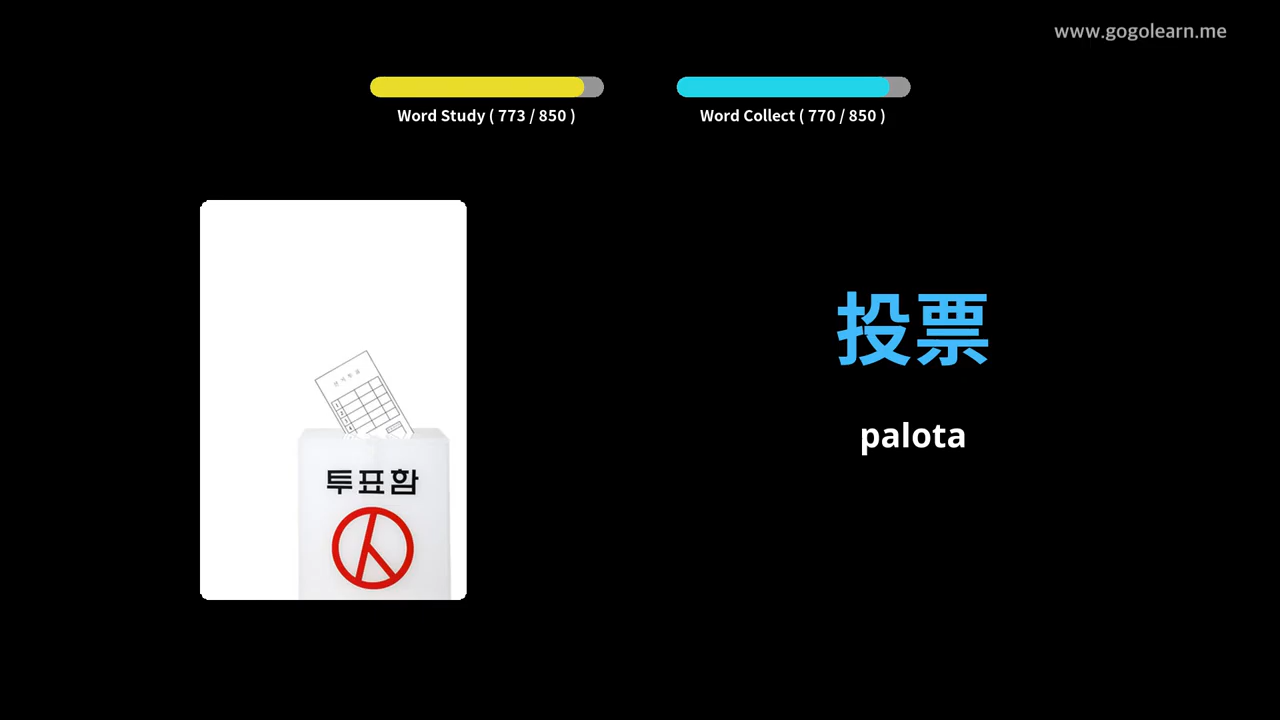 www.gogolearn.me
Word Study ( 773 / 850 )
Word Collect ( 770 / 850 )
投票
palota
투표함